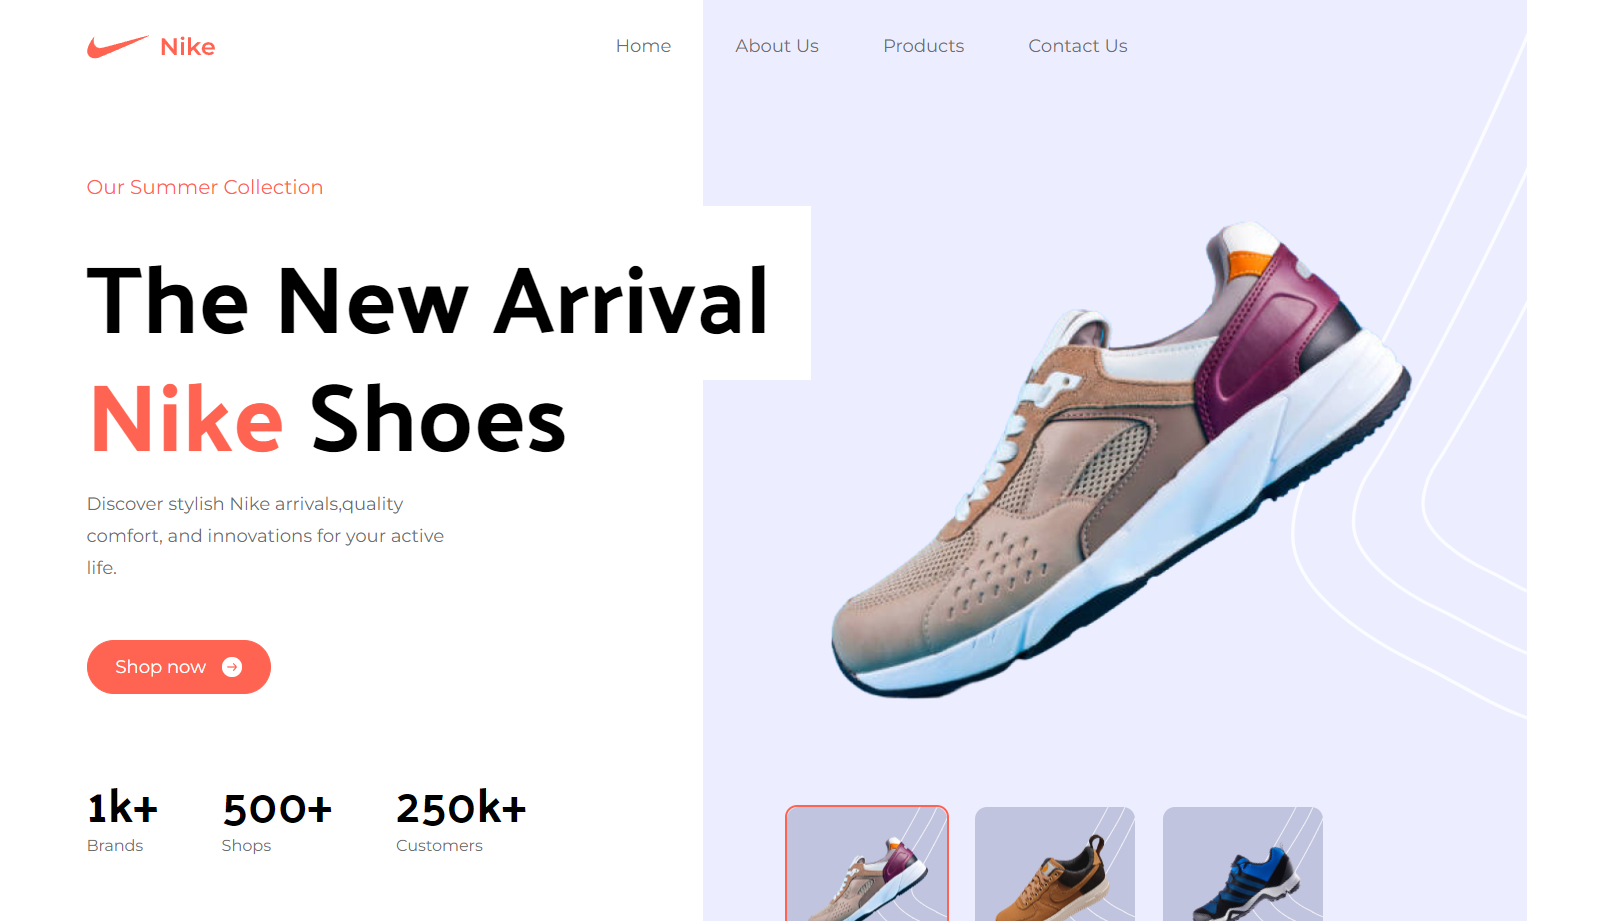 Nike
Home
About Us
Products
Contact Us
Our Summer Collection
The New Arrival
Nike Shoes
Discover stylish Nike arrivals,quality
comfort, and innovations for your active
life.
Shop now
1k+
Brands
500+
Shops
250k+
Customers